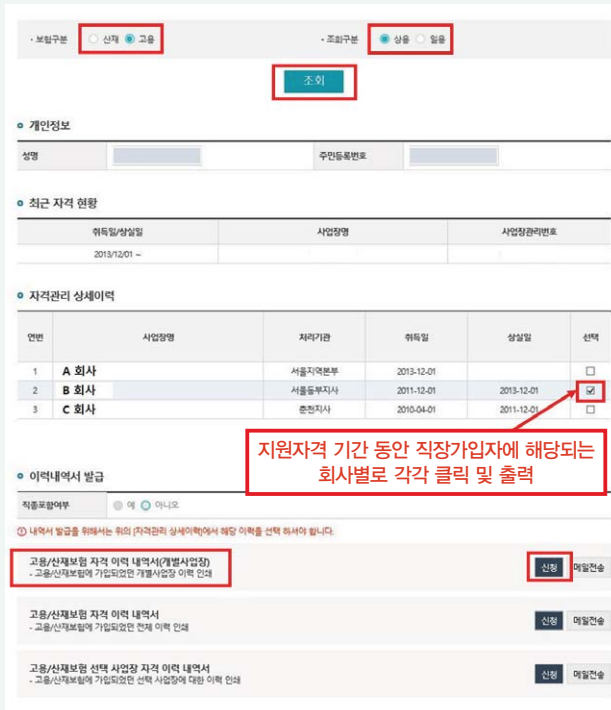 · 보험구분 산재 고용 · 조회구분 상용 일용
조회
개인정보
성명 주민등록번호
최근 자격 현황
취득일/상실일 사업장명 사업장관리번호
2013/12/01 ~
자격관리 상세이력
연번 사업장명 처리기관 취득일 상실일 선택
1 A 회사 서울지역본부 2013-12-01
2 B 회사 서울동부지사 2011-12-01 2013-12-01
3 C 회사 춘천지사 2010-04-01 2011-12-01
지원자격 기간 동안 직장가입자에 해당되는
회사별로 각각 클릭 및 출력
이력내역서 발급
직종포함여부 예 아니오
① 내역서 발급을 위해서는 위의 [자격관리 상세이력]에서 해당 이력을 선택 하셔야 합니다.
고용/산재보험 자격 이력 내역서(개별사업장) 신청 메일전송
- 고용/산재보험에 가입되었던 개별사업장 이력 인쇄
고용/산재보험 자격 이력 내역서 신청 메일전송
- 고용/산재보험에 가입되었던 전체 이력 인쇄
고용/산재보험 선택 사업장 자격 이력 내역서 신청 메일전송
- 고용/산재보험에 가입되었던 선택 사업장에 대한 이력 인쇄